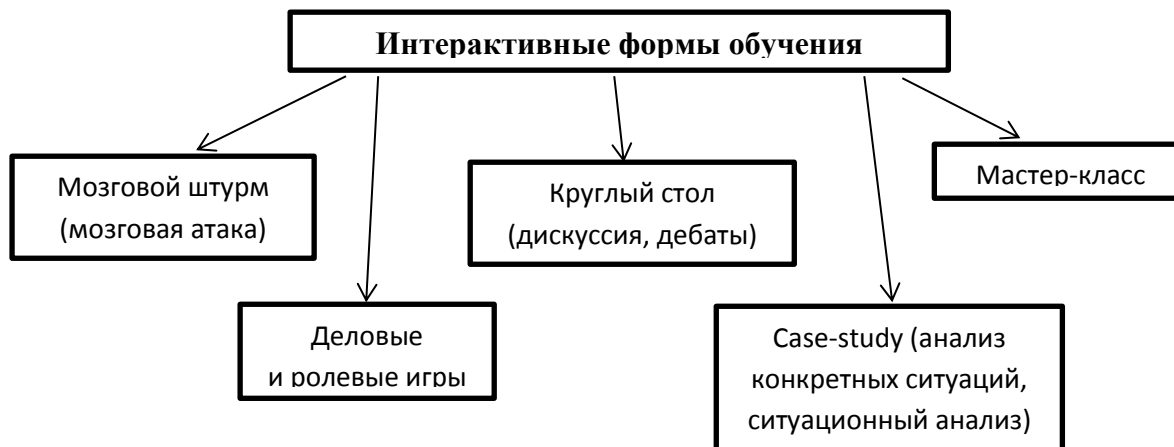 Интерактивные формы обучения
Мозговой штурм
(мозговая атака)
Деловые
и ролевые игры
Круглый стол
(дискуссия, дебаты)
Case-study (анализ
конкретных ситуаций,
ситуационный анализ)
Мастер-класс